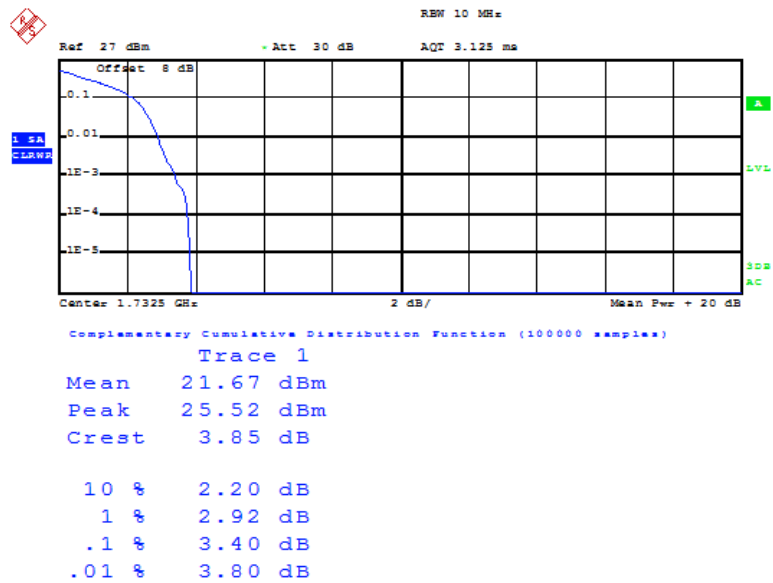 R/S
RBW 10 MHz
Ref 27 dBm Att 30 dB AQT 3.125 ms
Offset 8 dB
0.1
A
1 SA
CLRWR
0.01
1E-3
LVL
1E-4
1E-5
3DB
AC
Center 1.7325 GHz 2 dB/ Mean Pwr + 20 dB
Complementary Cumulative Distribution Function (100000 samples)
Trace 1
Mean 21.67 dBm
Peak 25.52 dBm
Crest 3.85 dB
10 % 2.20 dB
1 % 2.92 dB
.1 % 3.40 dB
.01 % 3.80 dB